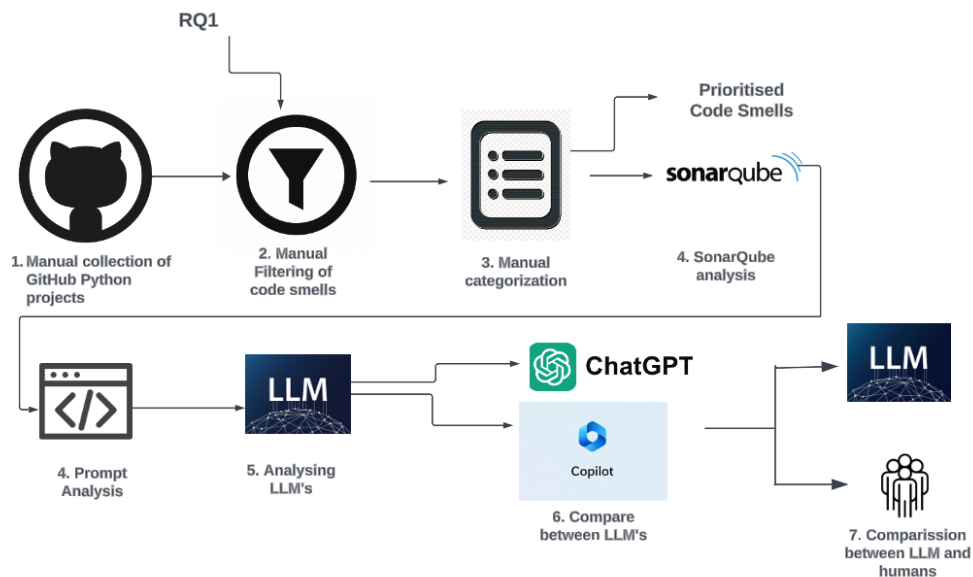 RQ1
Prioritised
Code Smells
sonarqube
1. Manual collection of
GitHub Python
projects
2. Manual
Filtering of
code smells
3. Manual
categorization
4. SonarQube
analysis
LLM
ChatGPT
Copilot
LLM
4. Prompt
Analysis
5. Analysing
LLM's
6. Compare
between LLM's
7. Comparission
between LLM and
humans